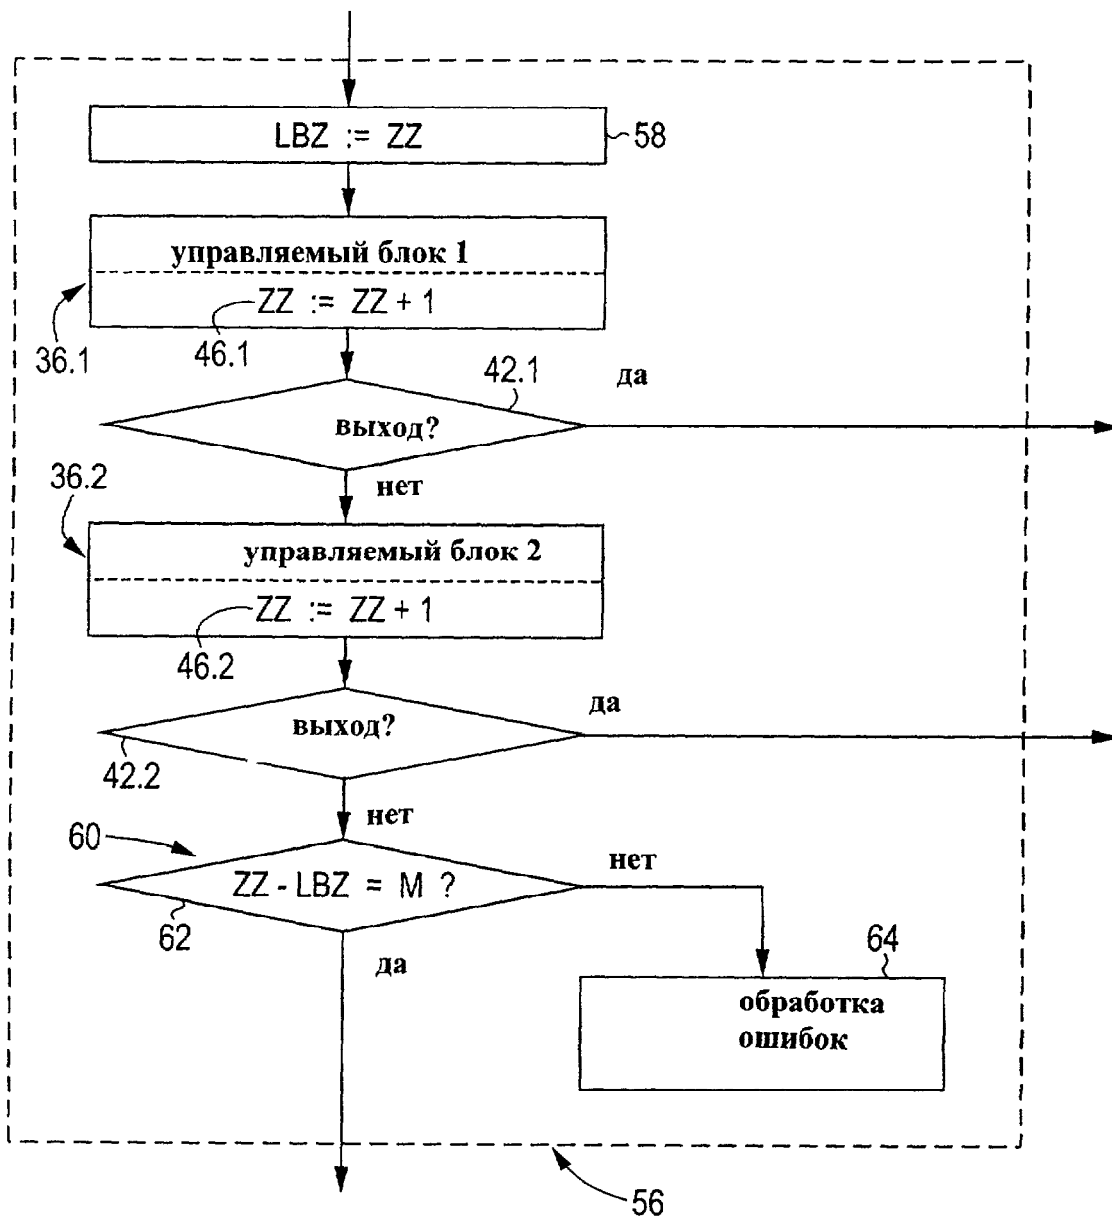 LBZ := ZZ
58
управляемый блок 1
ZZ := ZZ + 1
36.1
46.1
42.1
да
выход?
36.2
нет
управляемый блок 2
ZZ := ZZ + 1
46.2
да
выход?
42.2
нет
60
нет
ZZ - LBZ = M ?
62
да
64
обработка
ошибок
56